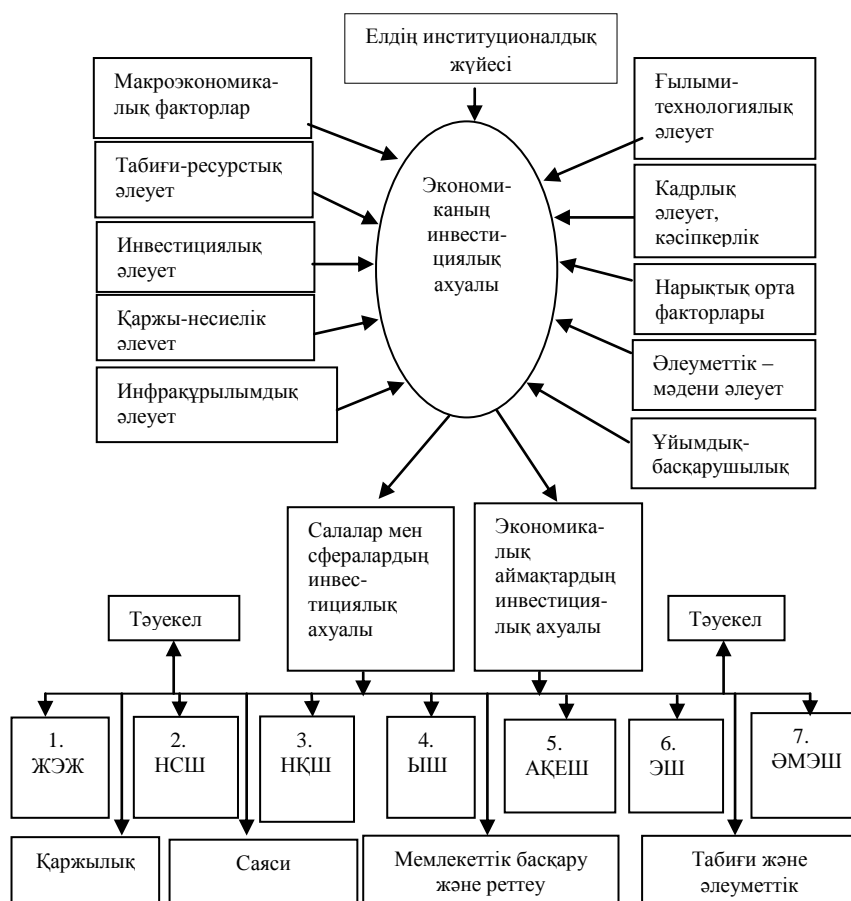 Елдің институционалдық
жүйесі
Макроэкономика-
лық факторлар
Табиғи-ресурстық
әлеует
Инвестициялық
әлеует
Қаржы-несиелік
әлеует
Инфрақұрылымдық
әлеует
Экономи-
каның
инвести-
циялық
ахуалы
Ғылыми-
технологиялық
әлеует
Кадрлық
әлеует,
кәсіпкерлік
Нарықтық орта
факторлары
Әлеуметтік –
мәдени әлеует
Ұйымдық-
басқарушылық
Салалар мен
сфералардың
инвес-
тициялық
ахуалы
Экономика-
лық
аймақтардың
инвестиция-
лық ахуалы
Тәуекел
Тәуекел
1.
ЖЭЖ
2.
НСШ
3.
НҚШ
4.
ЫШ
5.
АҚЕШ
6.
ЭШ
7.
ӘМЭШ
Қаржылық
Саяси
Мемлекеттік басқару
және реттеу
Табиғи және
әлеуметтік